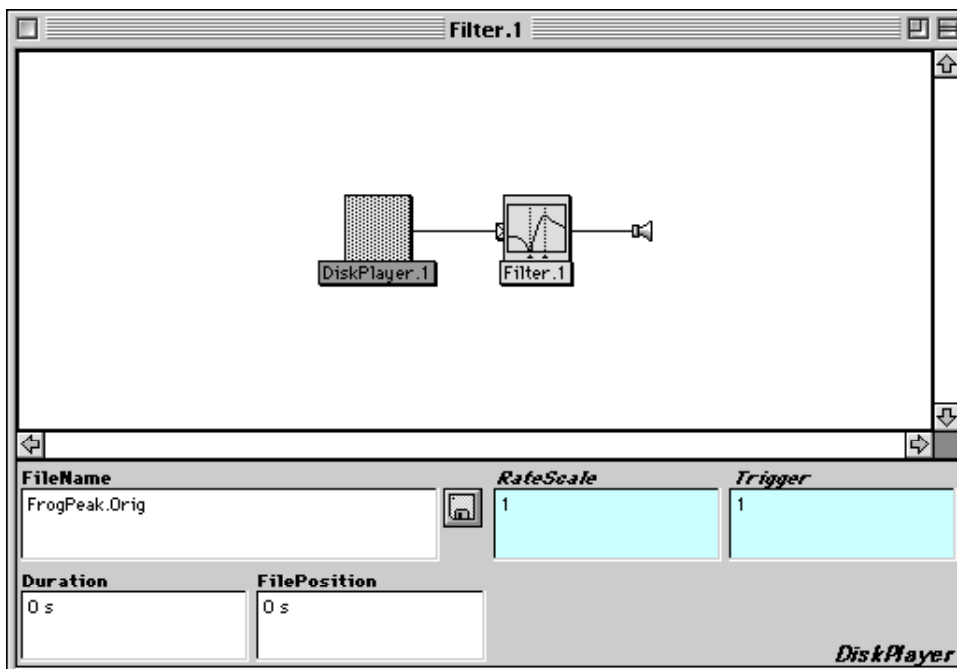 Filter.1
DiskPlayer.1
Filter.1
FileName
RateScale
Trigger
FrogPeak.Orig
1
1
Duration
FilePosition
0 s
0 s
DiskPlayer